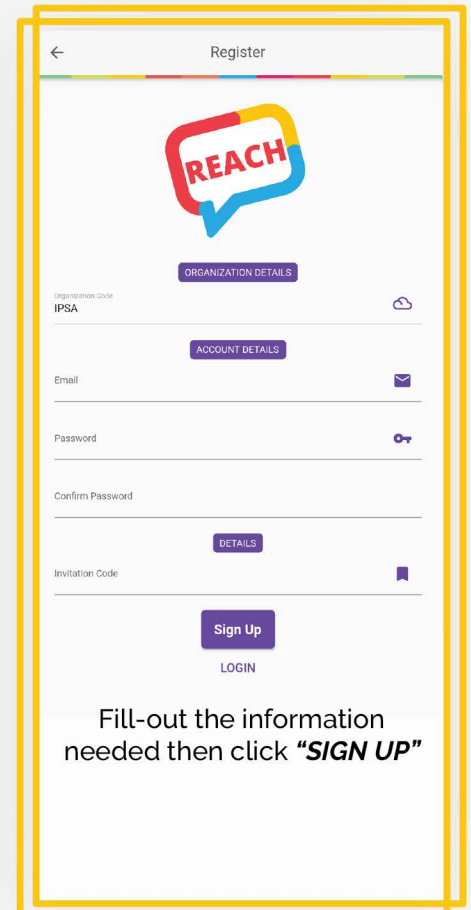 Register
REACH
ORGANIZATION DETAILS
Organization Code
IPSA
ACCOUNT DETAILS
Email
Password
Confirm Password
DETAILS
Invitation Code
Sign Up
LOGIN
Fill-out the information
needed then click “SIGN UP”